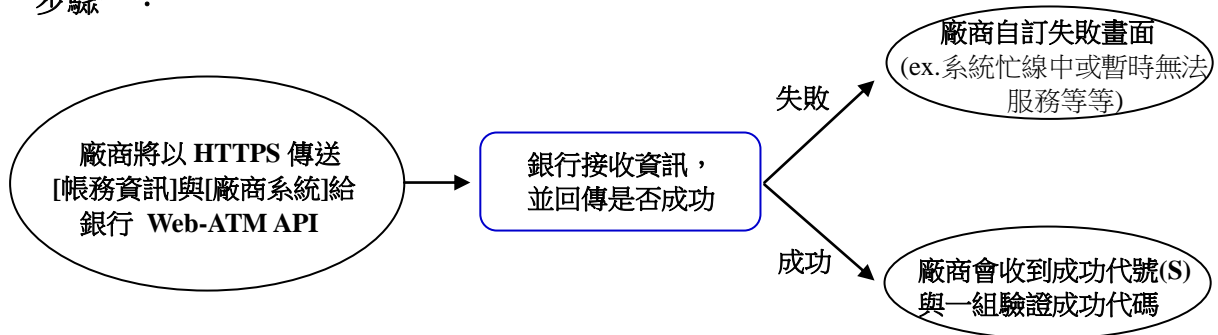 步驟
:
廠商將以 HTTPS 傳送
[帳務資訊]與[廠商系統]給
銀行 Web-ATM API
銀行接收資訊，
並回傳是否成功
失敗
廠商自訂失敗畫面
(ex.系統忙線中或暫時無法
服務等等)
成功
廠商會收到成功代號(S)
與一組驗證成功代碼